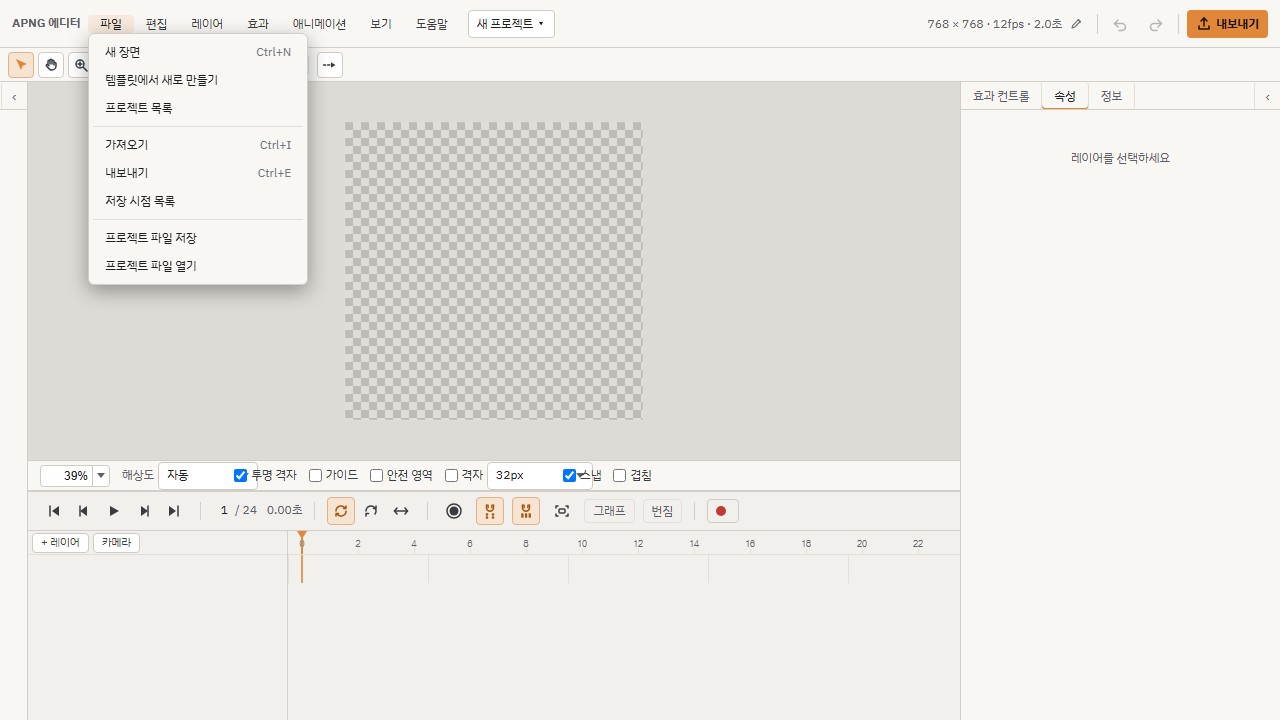 APNG 에디터 파일 편집 레이어 효과 애니메이션 보기 도움말 새 프로젝트 768 × 768 · 12fps · 2.0초 내보내기
새 장면 Ctrl+N
템플릿에서 새로 만들기
프로젝트 목록
가져오기 Ctrl+I
내보내기 Ctrl+E
저장 시점 목록
프로젝트 파일 저장
프로젝트 파일 열기
효과 컨트롤 속성 정보
레이어를 선택하세요
39% 해상도 자동 투명 격자 가이드 안전 영역 격자 32px 스냅 겹침
1 / 24 0.00초 그래프 번짐
+ 레이어 카메라 0 2 4 6 8 10 12 14 16 18 20 22